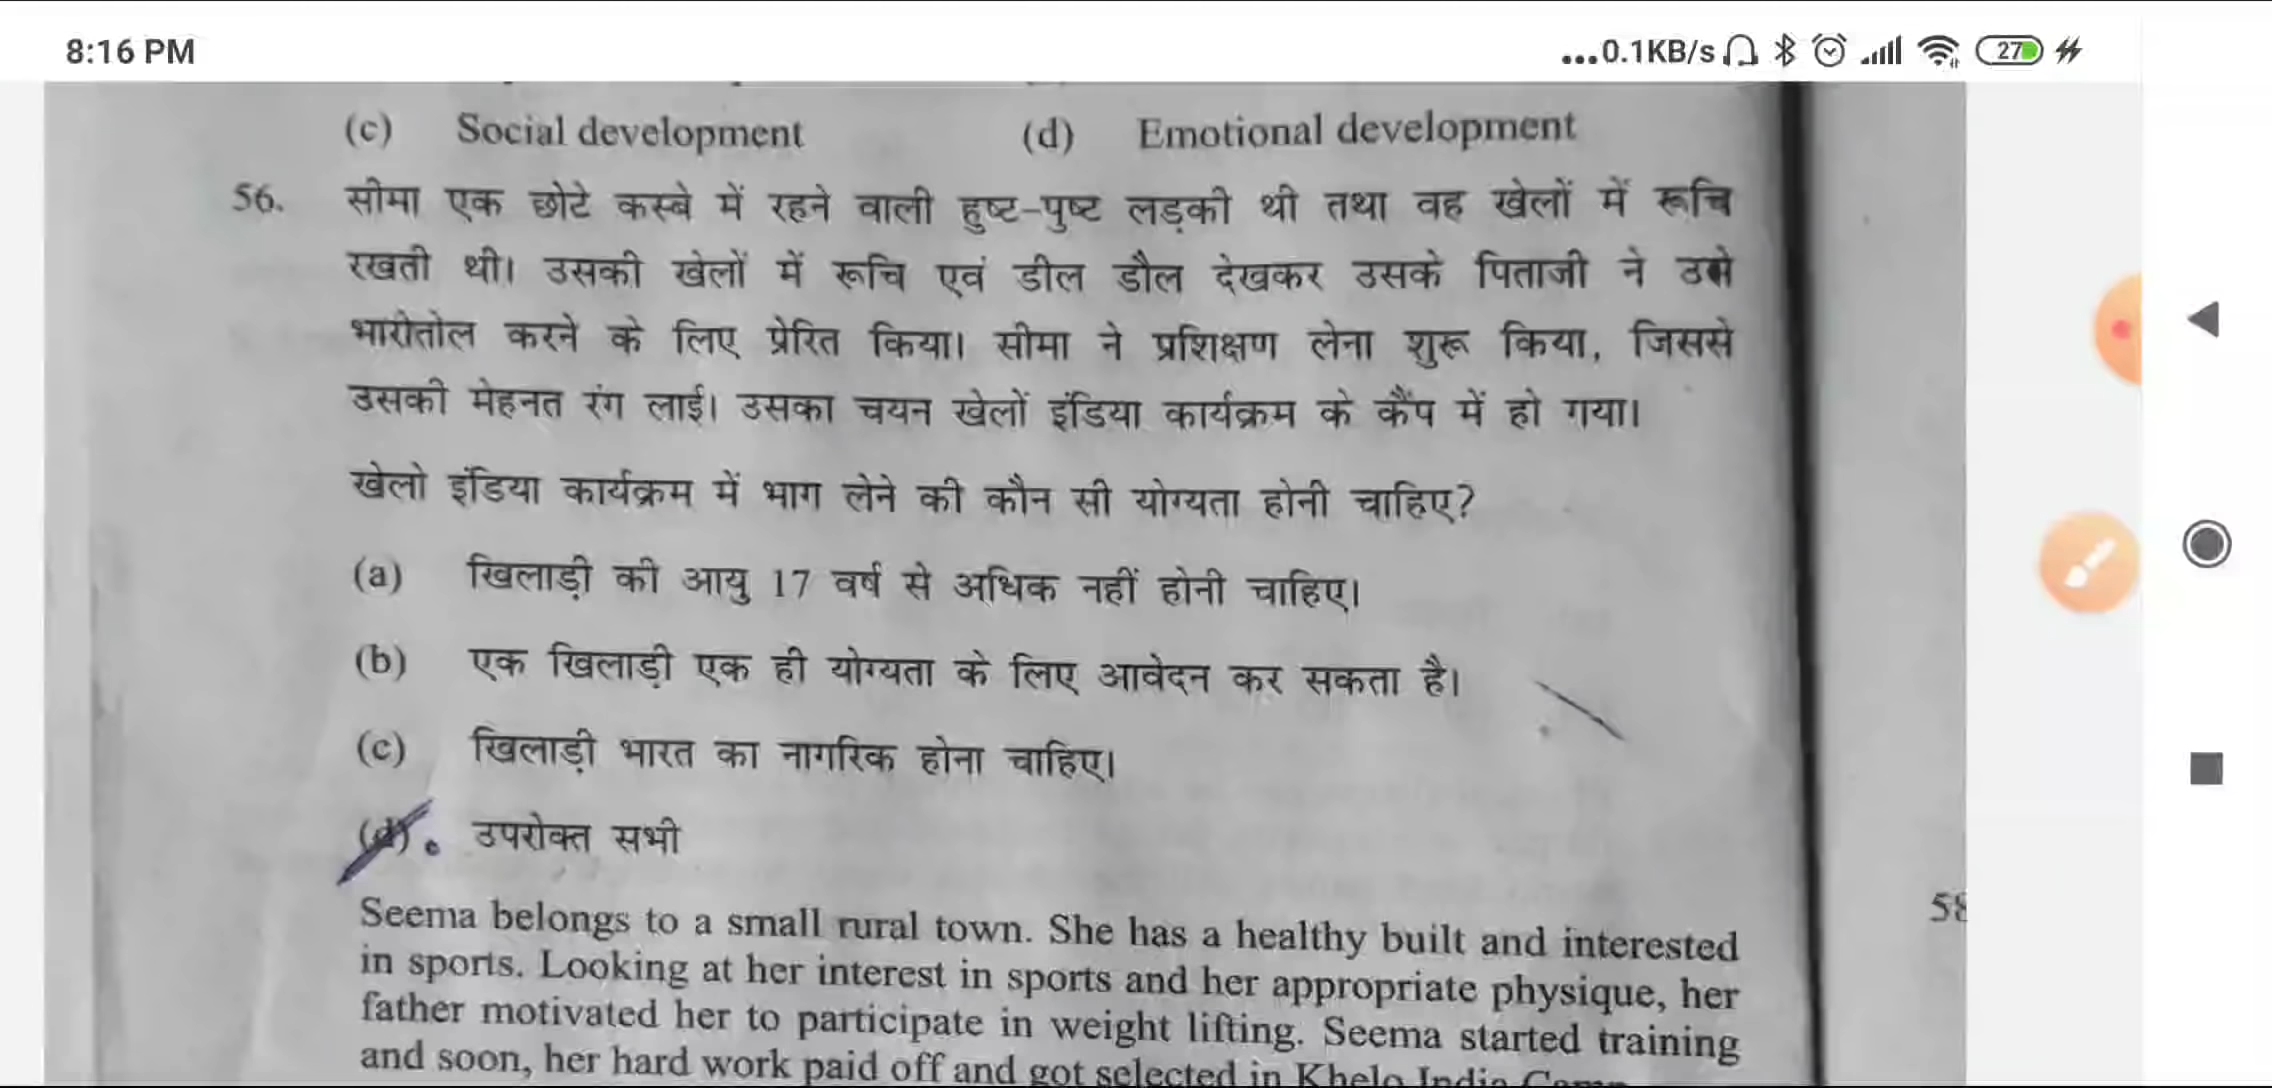 8:16 PM
...0.1KB/s
27
(c) Social development (d) Emotional development
56. सीमा एक छोटे कस्बे में रहने वाली हुष्ट-पुष्ट लड़की थी तथा वह खेलों में रूचि
रखती थी। उसकी खेलों में रूचि एवं डील डौल देखकर उसके पिताजी ने उसे
भारोतोल करने के लिए प्रेरित किया। सीमा ने प्रशिक्षण लेना शुरू किया, जिससे
उसकी मेहनत रंग लाई। उसका चयन खेलों इंडिया कार्यक्रम के कैंप में हो गया।
खेलो इंडिया कार्यक्रम में भाग लेने की कौन सी योग्यता होनी चाहिए?
(a) खिलाड़ी की आयु 17 वर्ष से अधिक नहीं होनी चाहिए।
(b) एक खिलाड़ी एक ही योग्यता के लिए आवेदन कर सकता है।
(c) खिलाड़ी भारत का नागरिक होना चाहिए।
(d) उपरोक्त सभी
Seema belongs to a small rural town. She has a healthy built and interested
in sports. Looking at her interest in sports and her appropriate physique, her
father motivated her to participate in weight lifting. Seema started training
and soon, her hard work paid off and got selected in Khelo India Camp
58